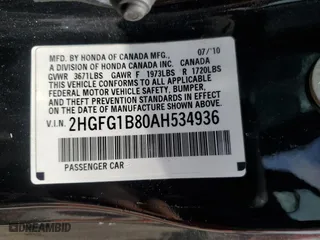 MFD. BY HONDA OF CANADA MFG., 07/'10
A DIVISION OF HONDA CANADA INC. CANADA
GVWR 3671LBS GAWR F 1973LBS R 1720LBS
THIS VEHICLE CONFORMS TO ALL APPLICABLE
FEDERAL MOTOR VEHICLE SAFETY, BUMPER,
AND THEFT PREVENTION STANDARDS IN EFFECT
ON THE DATE OF MANUFACTURE SHOWN ABOVE.
V.I.N. 2HGFG1B80AH534936
PASSENGER CAR
DREAMBID